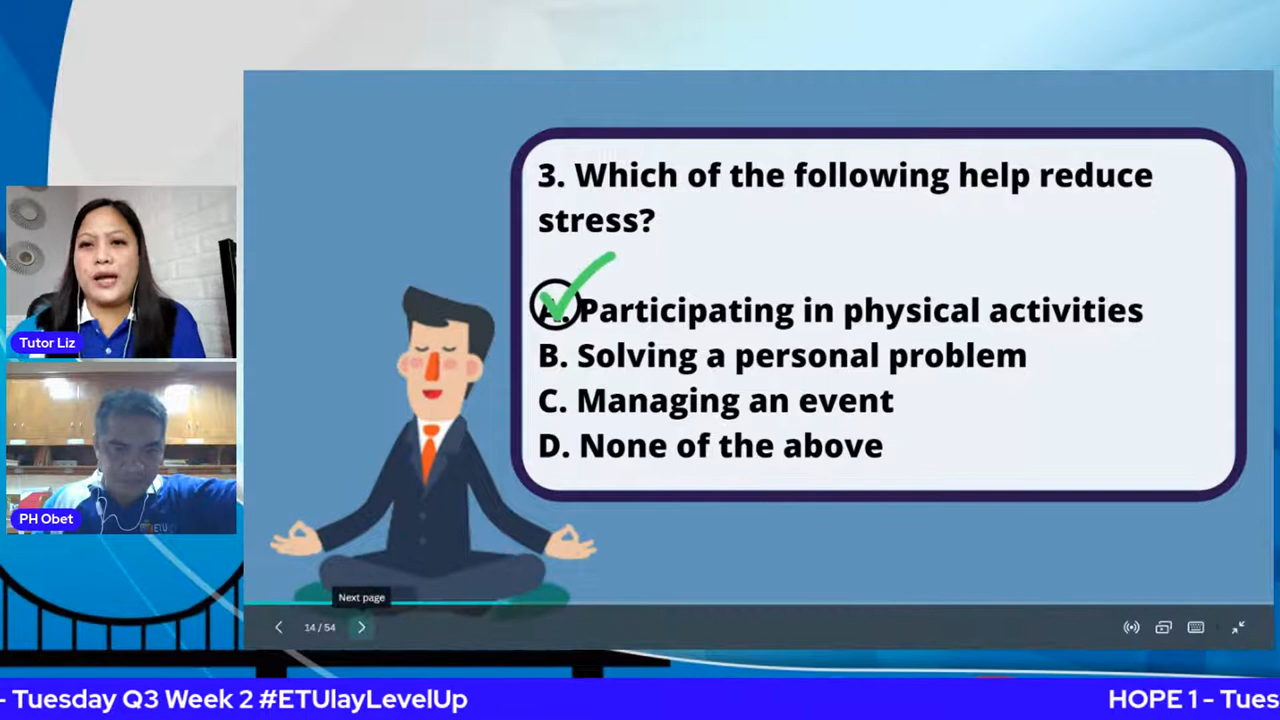 3. Which of the following help reduce
stress?
A. Participating in physical activities
B. Solving a personal problem
C. Managing an event
D. None of the above
Tutor Liz
PH Obet
ETU
Next page
14 / 54
- Tuesday Q3 Week 2 #ETUlayLevelUp
HOPE 1 - Tues